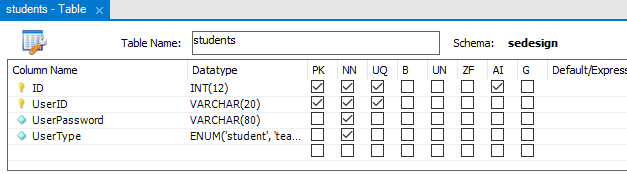 students - Table ×
Table Name: students Schema: sedesign
Column Name Datatype PK NN UQ B UN ZF AI G Default/Express
ID INT(12)
UserID VARCHAR(20)
UserPassword VARCHAR(80)
UserType ENUM('student', 'tea...